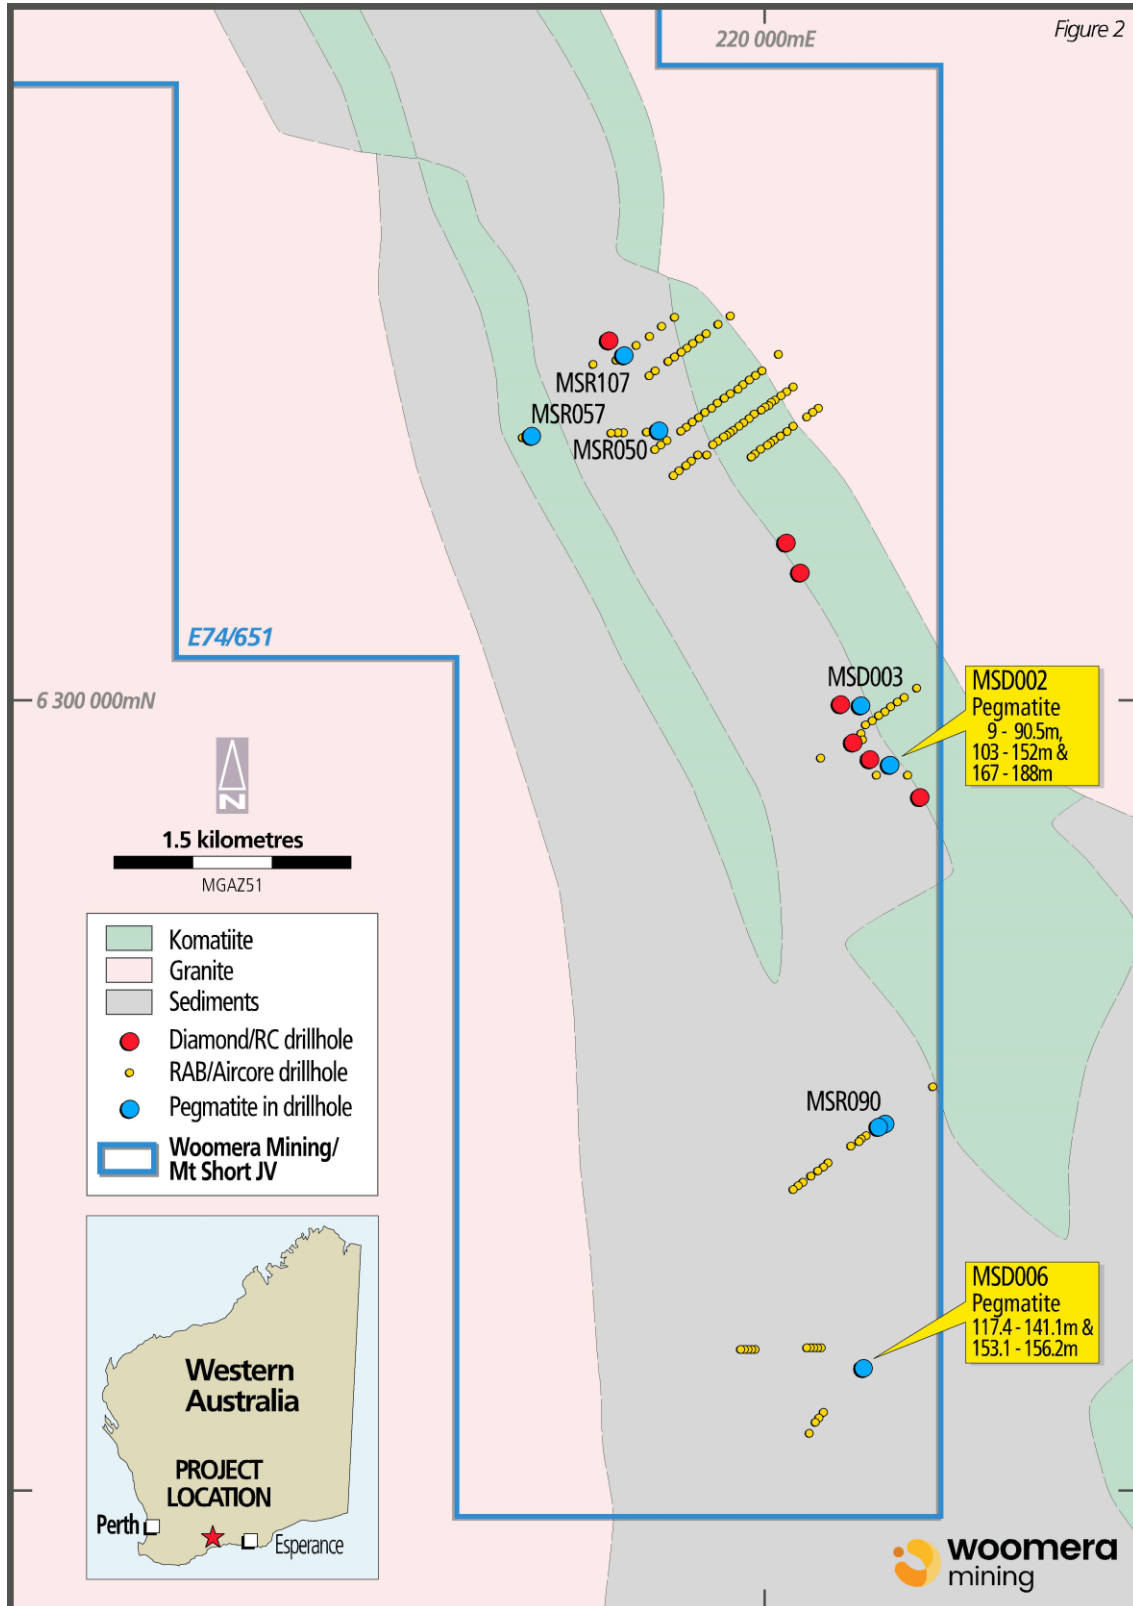 Figure 2
220 000mE
MSR107
MSR057
MSR050
E74/651
6 300 000mN
MSD003
MSD002
Pegmatite
9 - 90.5m,
103 - 152m &
167 - 188m
N
1.5 kilometres
MGAZ51
Komatiite
Granite
Sediments
Diamond/RC drillhole
RAB/Aircore drillhole
Pegmatite in drillhole
Woomera Mining/
Mt Short JV
MSR090
MSD006
Pegmatite
117.4 - 141.1m &
153.1 - 156.2m
Western
Australia
PROJECT
LOCATION
Perth
Esperance
woomera
mining